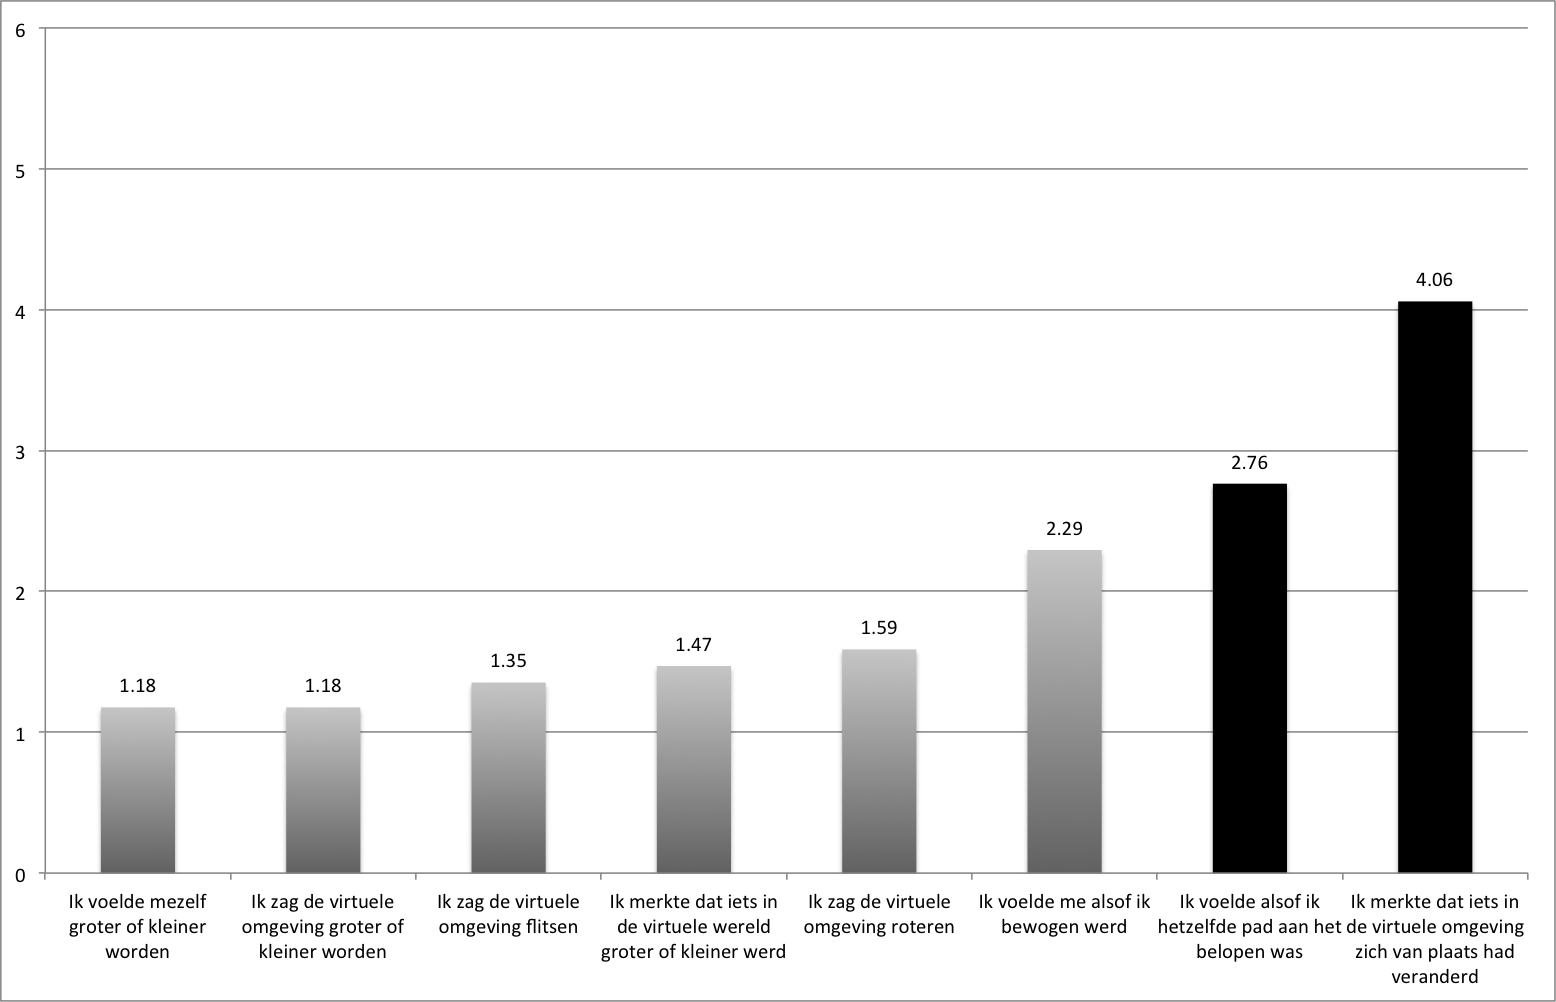 6
5
4
3
2
1
0
1.18
1.18
1.35
1.47
1.59
2.29
2.76
4.06
Ik voelde mezelf
groter of kleiner
worden
Ik zag de virtuele
omgeving groter of
kleiner worden
Ik zag de virtuele
omgeving flitsen
Ik merkte dat iets in
de virtuele wereld
groter of kleiner werd
Ik zag de virtuele
omgeving roteren
Ik voelde me alsof ik
bewogen werd
Ik voelde alsof ik
hetzelfde pad aan het
belopen was
Ik merkte dat iets in
de virtuele omgeving
zich van plaats had
veranderd